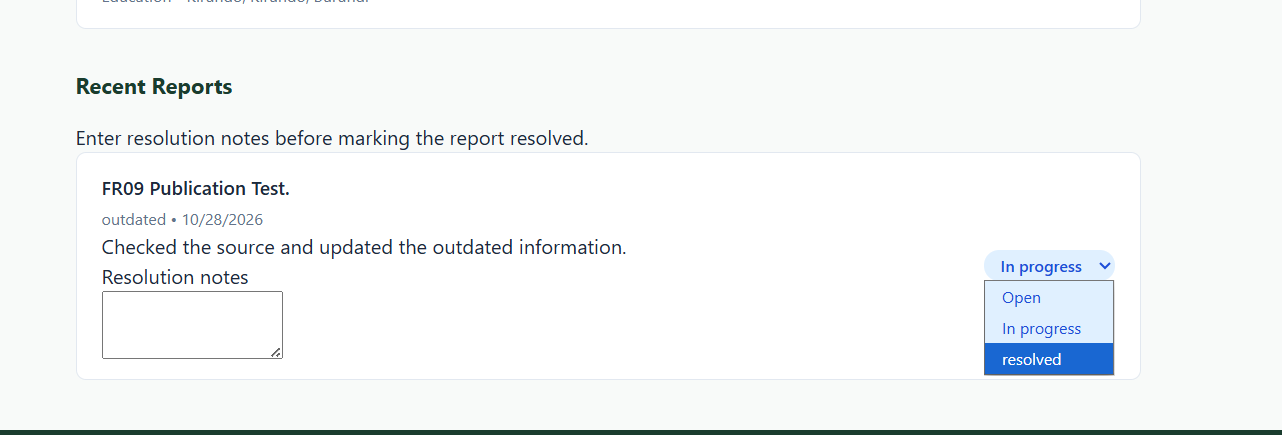 Recent Reports
Enter resolution notes before marking the report resolved.
FR09 Publication Test.
outdated • 10/28/2026
Checked the source and updated the outdated information.
Resolution notes
In progress
Open
In progress
resolved